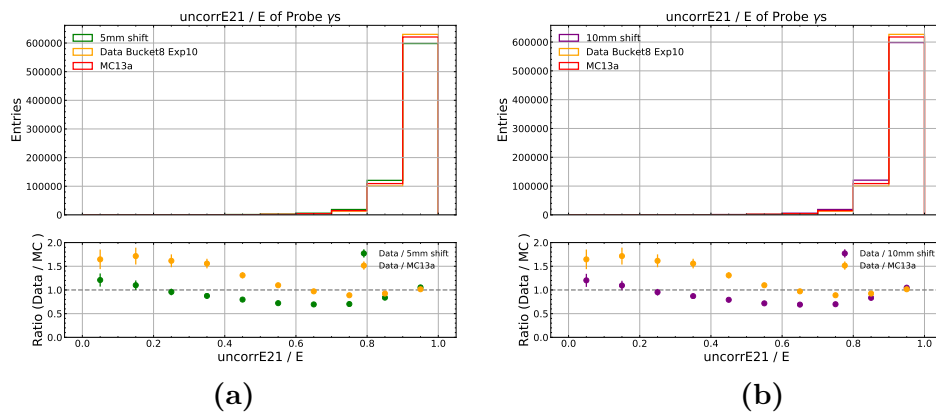 uncorrE21 / E of Probe γs
5mm shift
Data Bucket8 Exp10
MC13a
Entries
600000
500000
400000
300000
200000
100000
0
Ratio (Data / MC )
2.0
1.5
1.0
0.5
0.0
Data / 5mm shift
Data / MC13a
0.0 0.2 0.4 0.6 0.8 1.0
uncorrE21 / E
(a)
uncorrE21 / E of Probe γs
10mm shift
Data Bucket8 Exp10
MC13a
Entries
600000
500000
400000
300000
200000
100000
0
Ratio (Data / MC )
2.0
1.5
1.0
0.5
0.0
Data / 10mm shift
Data / MC13a
0.0 0.2 0.4 0.6 0.8 1.0
uncorrE21 / E
(b)